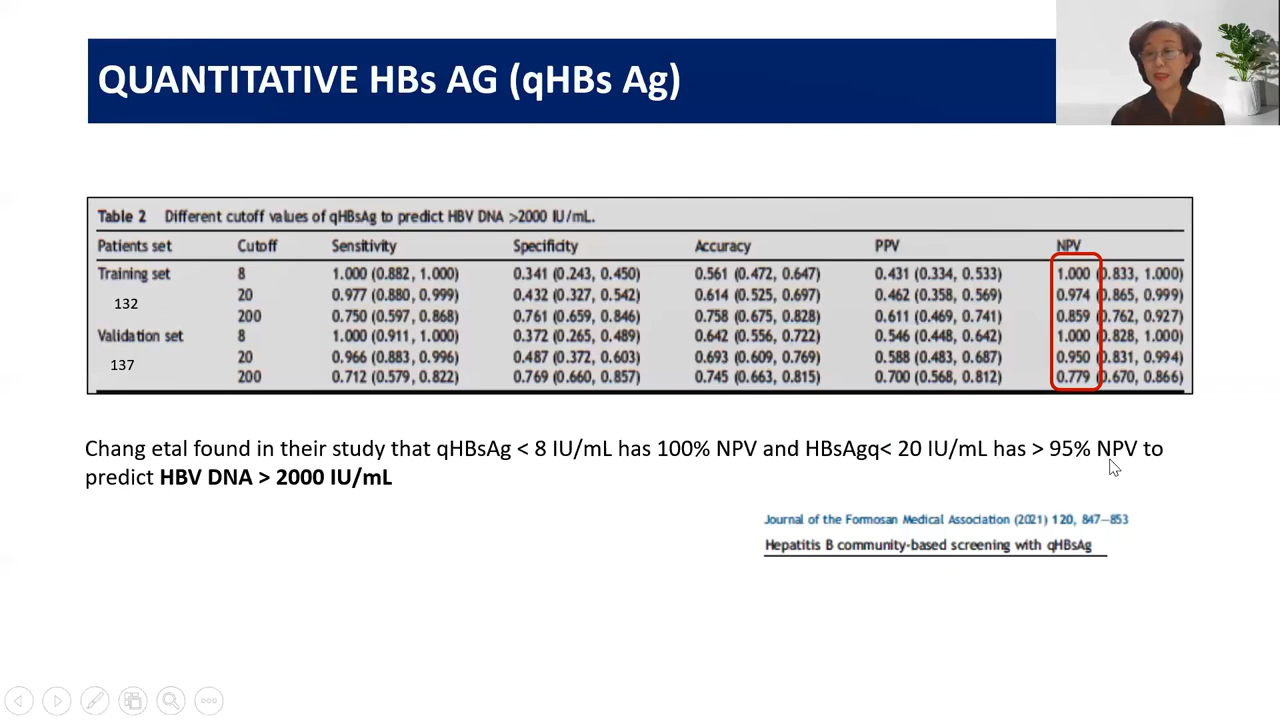 QUANTITATIVE HBs AG (qHBs Ag)
Table 2 Different cutoff values of qHBsAg to predict HBV DNA >2000 IU/mL.
Patients set Cutoff Sensitivity Specificity Accuracy PPV NPV
Training set 8 1.000 (0.882, 1.000) 0.341 (0.243, 0.450) 0.561 (0.472, 0.647) 0.431 (0.334, 0.533) 1.000 (0.833, 1.000)
132 20 0.977 (0.880, 0.999) 0.432 (0.327, 0.542) 0.614 (0.525, 0.697) 0.462 (0.358, 0.569) 0.974 (0.865, 0.999)
200 0.750 (0.597, 0.868) 0.761 (0.659, 0.846) 0.758 (0.675, 0.828) 0.611 (0.469, 0.741) 0.859 (0.762, 0.927)
Validation set 8 1.000 (0.911, 1.000) 0.372 (0.265, 0.489) 0.642 (0.556, 0.722) 0.546 (0.448, 0.642) 1.000 (0.828, 1.000)
137 20 0.966 (0.883, 0.996) 0.487 (0.372, 0.603) 0.693 (0.609, 0.769) 0.588 (0.483, 0.687) 0.950 (0.831, 0.994)
200 0.712 (0.579, 0.822) 0.769 (0.660, 0.857) 0.745 (0.663, 0.815) 0.700 (0.568, 0.812) 0.779 (0.670, 0.866)
Chang etal found in their study that qHBsAg < 8 IU/mL has 100% NPV and HBsAgq< 20 IU/mL has > 95% NPV to
predict HBV DNA > 2000 IU/mL
Journal of the Formosan Medical Association (2021) 120, 847–853
Hepatitis B community-based screening with qHBsAg